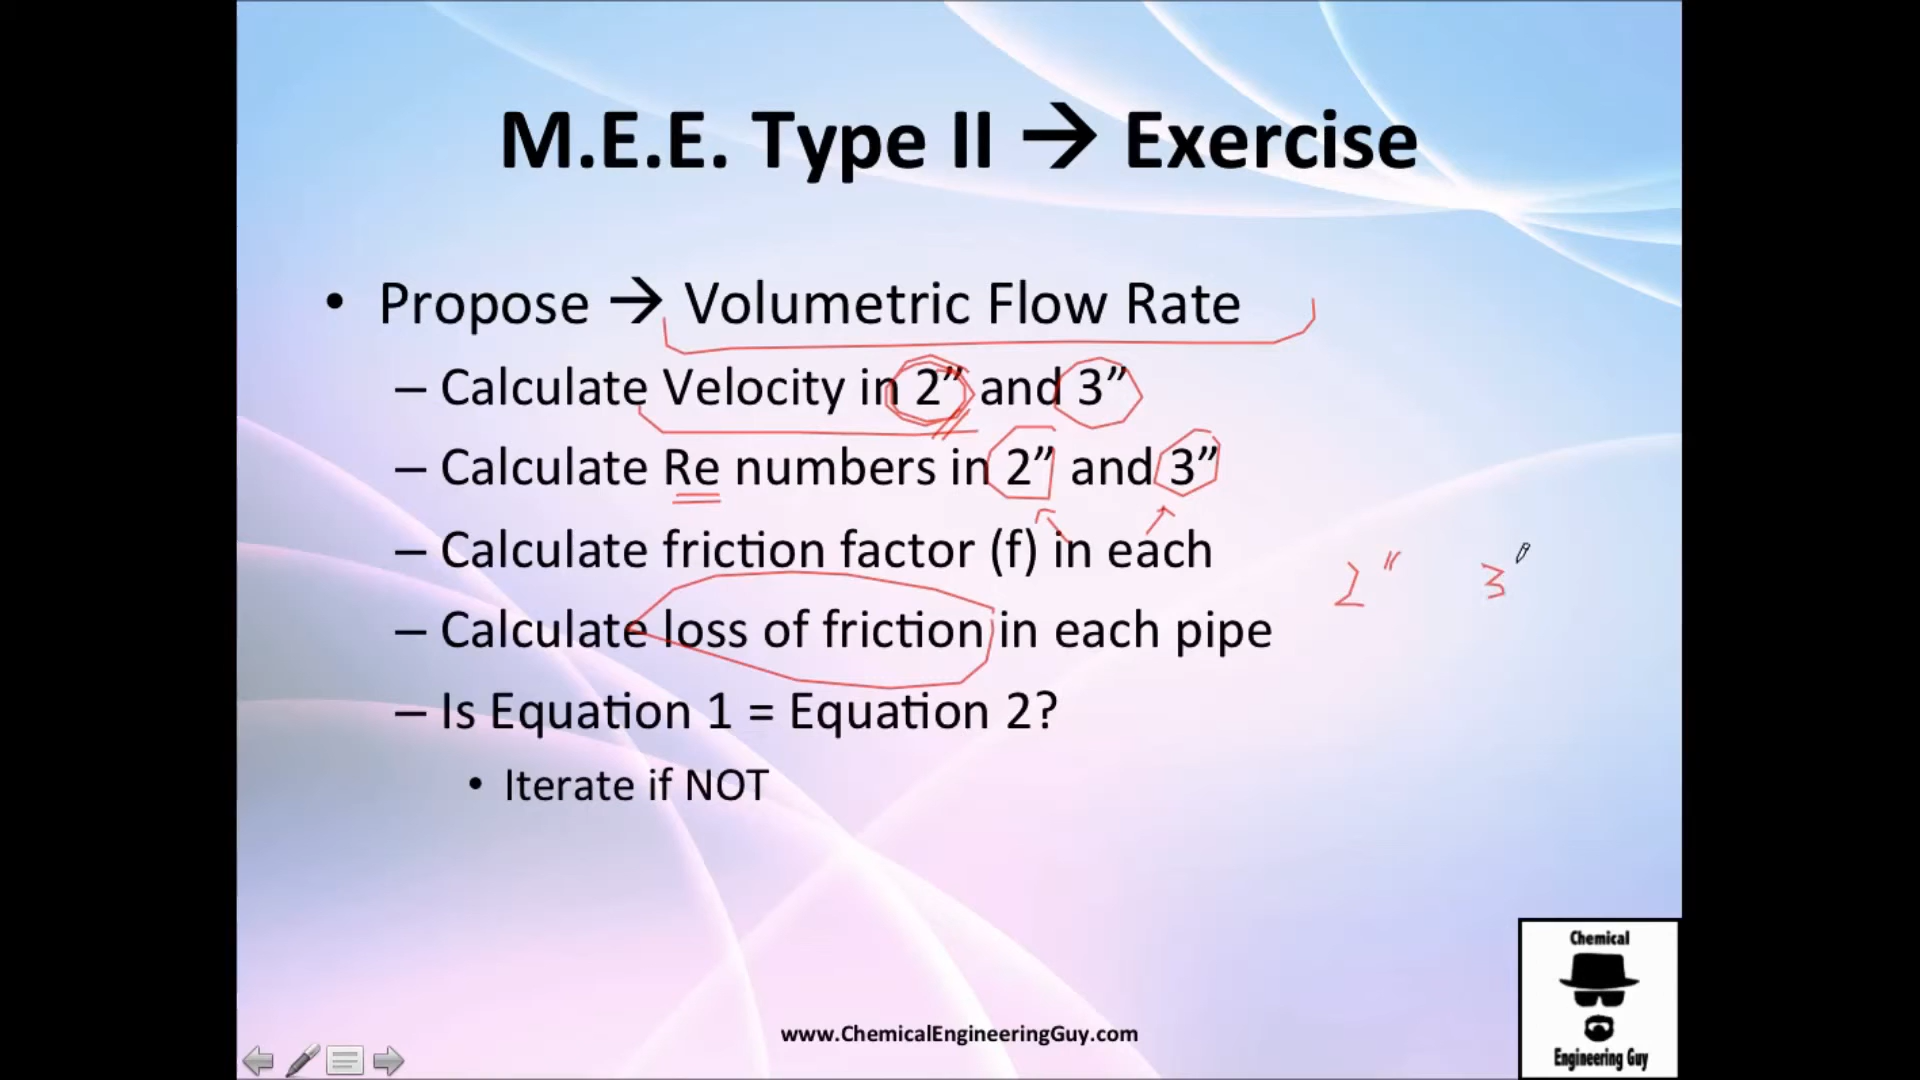 M.E.E. Type II → Exercise
• Propose → Volumetric Flow Rate
– Calculate Velocity in 2” and 3”
– Calculate Re numbers in 2” and 3”
– Calculate friction factor (f) in each
2" 3'
– Calculate loss of friction in each pipe
– Is Equation 1 = Equation 2?
• Iterate if NOT
Chemical
Engineering Guy
www.ChemicalEngineeringGuy.com